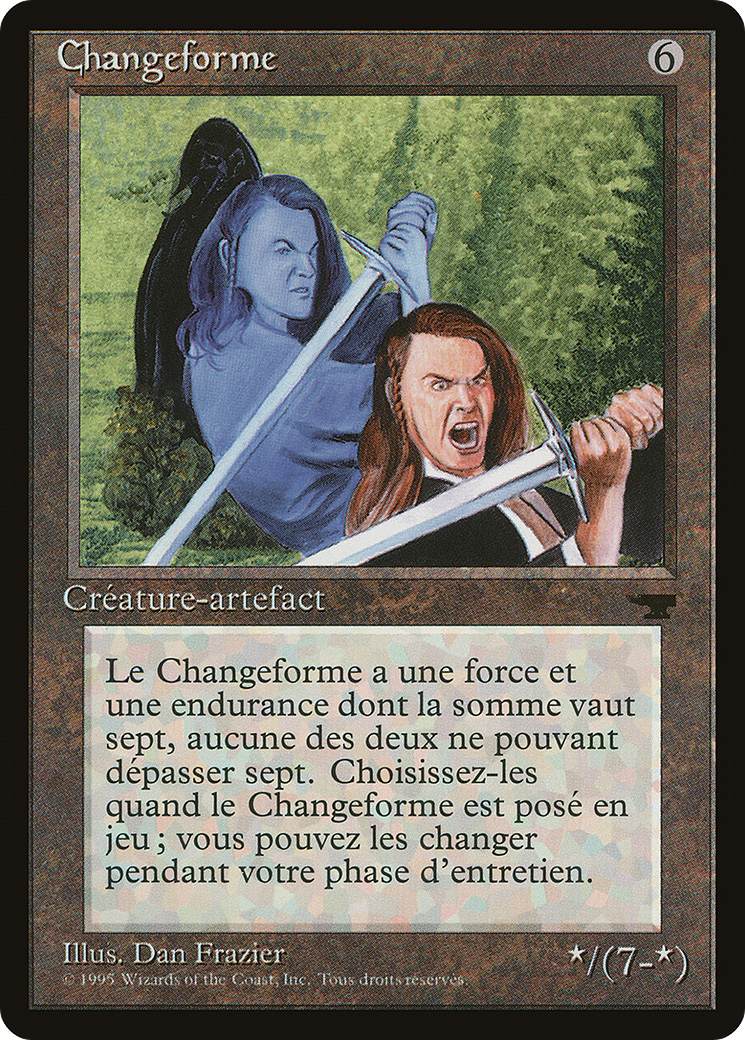 Changeforme 6
Créature-artefact
Le Changeforme a une force et
une endurance dont la somme vaut
sept, aucune des deux ne pouvant
dépasser sept. Choisissez-les
quand le Changeforme est posé en
jeu ; vous pouvez les changer
pendant votre phase d'entretien.
Illus. Dan Frazier
★/(7-★)
© 1995 Wizards of the Coast, Inc. Tous droits réservés.